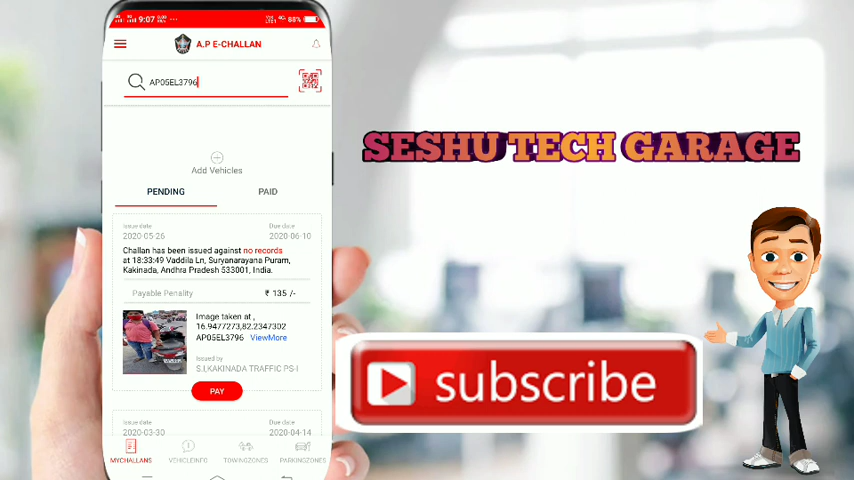 9:07
88%
A.P E-CHALLAN
AP05EL3796
Add Vehicles
PENDING
PAID
Issue date
Due date
2020-05-26
2020-06-10
Challan has been issued against no records
at 18:33:49 Vaddila Ln, Suryanarayana Puram,
Kakinada, Andhra Pradesh 533001, India.
Payable Penality
₹ 135 /-
Image taken at ,
16.9477273,82.2347302
AP05EL3796 ViewMore
Issued by
S.I,KAKINADA TRAFFIC PS-I
PAY
Issue date
Due date
2020-03-30
2020-04-14
MYCHALLANS
VEHICLEINFO
TOWINGZONES
PARKINGZONES
SESHU TECH GARAGE
subscribe